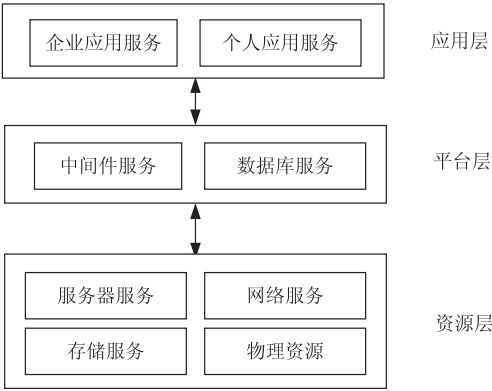 企业应用服务 个人应用服务 应用层
中间件服务 数据库服务 平台层
服务器服务 网络服务
资源层
存储服务 物理资源